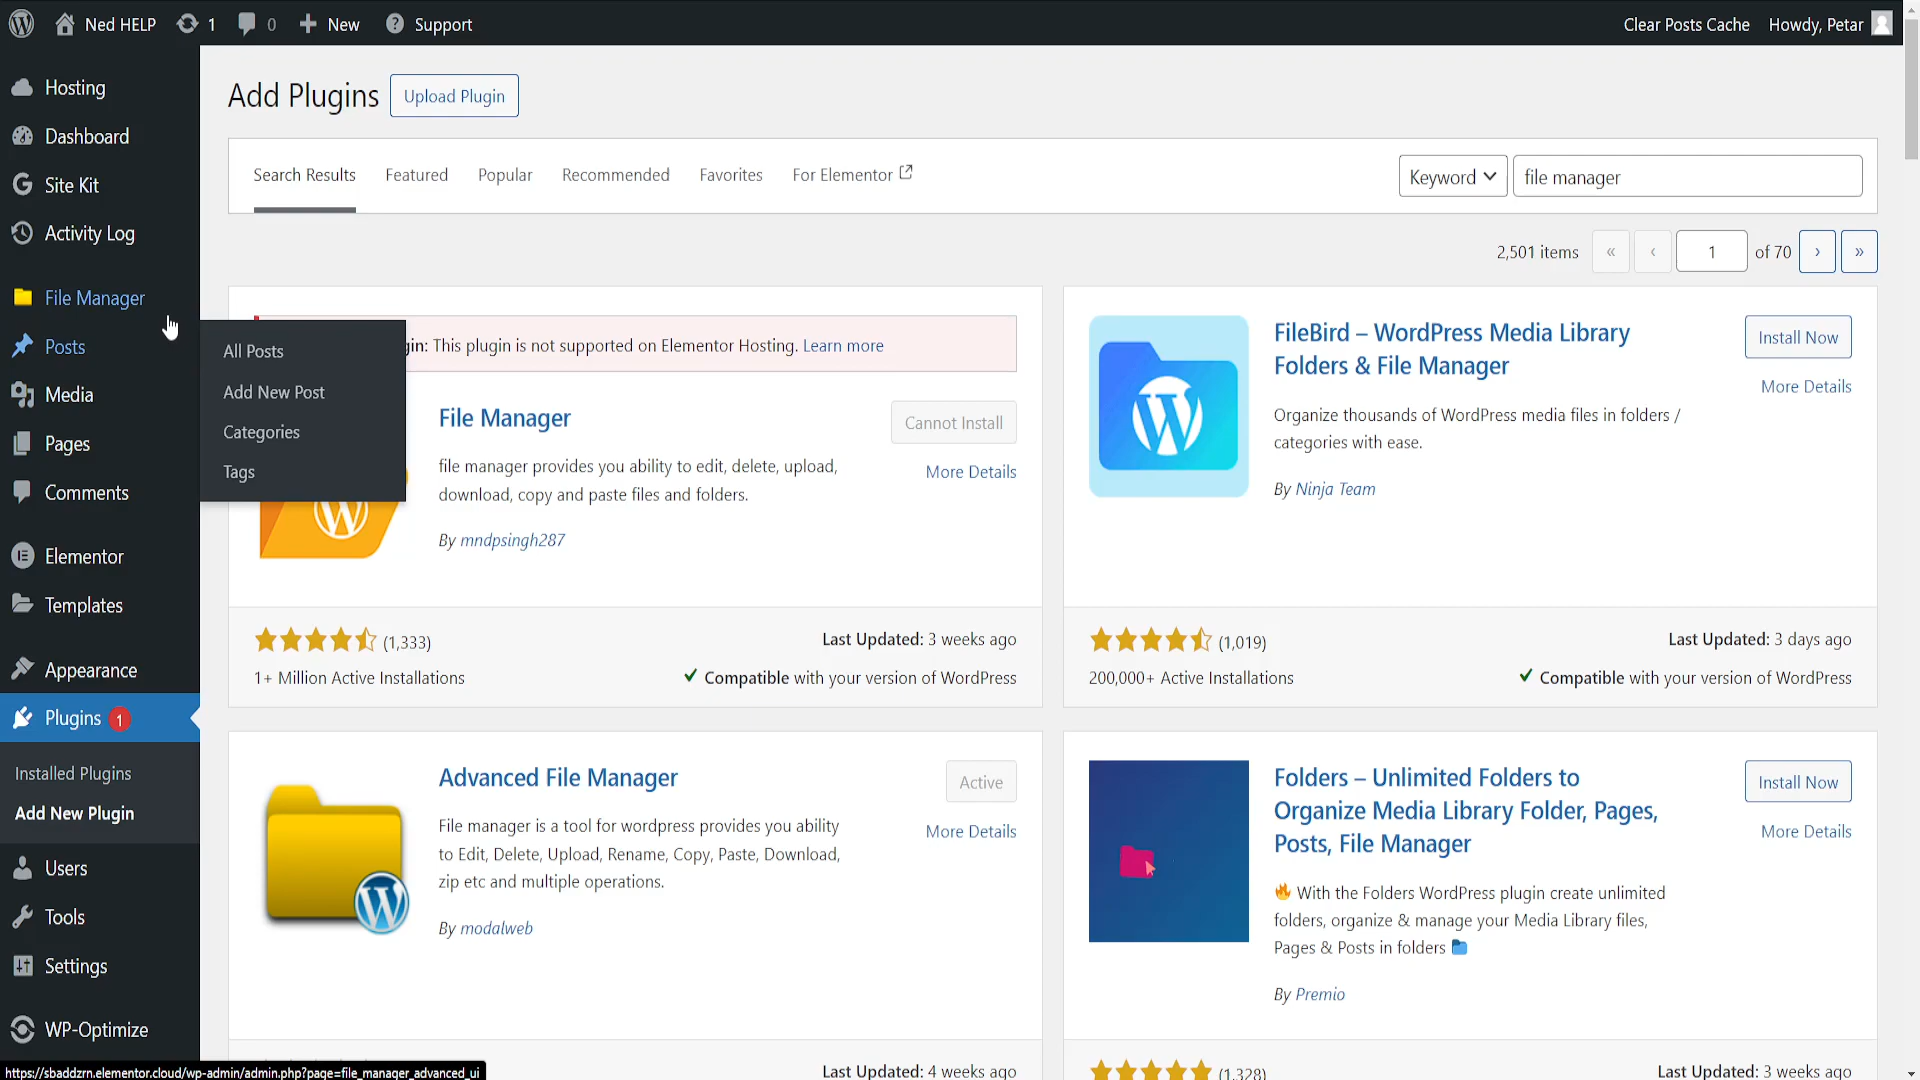 Ned HELP 1 0 New Support Clear Posts Cache Howdy, Petar
Hosting
Dashboard
Site Kit
Activity Log
File Manager
Posts
Media
Pages
Comments
Elementor
Templates
Appearance
Plugins 1
Installed Plugins
Add New Plugin
Users
Tools
Settings
WP-Optimize
All Posts
Add New Post
Categories
Tags
Add Plugins Upload Plugin
Search Results Featured Popular Recommended Favorites For Elementor Keyword file manager
2,501 items « ‹ 1 of 70 › »
This plugin is not supported on Elementor Hosting. Learn more
File Manager
Cannot Install
More Details
file manager provides you ability to edit, delete, upload,
download, copy and paste files and folders.
By mndpsingh287
(1,333)
Last Updated: 3 weeks ago
1+ Million Active Installations
Compatible with your version of WordPress
FileBird – WordPress Media Library
Folders & File Manager
Install Now
More Details
Organize thousands of WordPress media files in folders /
categories with ease.
By Ninja Team
(1,019)
Last Updated: 3 days ago
200,000+ Active Installations
Compatible with your version of WordPress
Advanced File Manager
Active
More Details
File manager is a tool for wordpress provides you ability
to Edit, Delete, Upload, Rename, Copy, Paste, Download,
zip etc and multiple operations.
By modalweb
Last Updated: 4 weeks ago
Folders – Unlimited Folders to
Organize Media Library Folder, Pages,
Posts, File Manager
Install Now
More Details
🔥 With the Folders WordPress plugin create unlimited
folders, organize & manage your Media Library files,
Pages & Posts in folders
By Premio
(1,328)
Last Updated: 3 weeks ago
https://sbaddzrn.elementor.cloud/wp-admin/admin.php?page=file_manager_advanced_ui